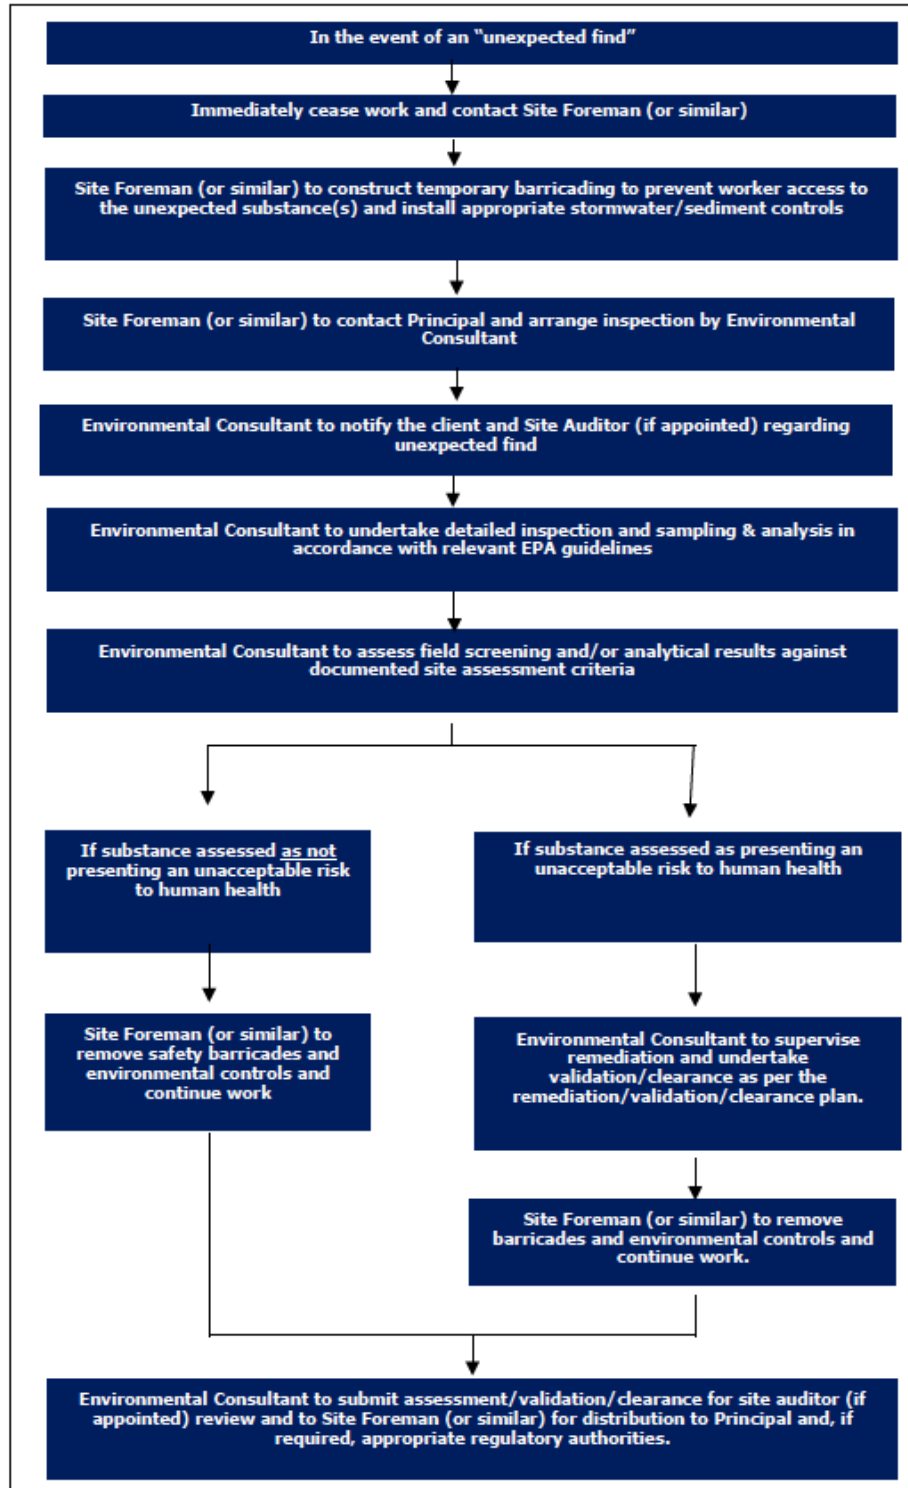 In the event of an “unexpected find”
Immediately cease work and contact Site Foreman (or similar)
Site Foreman (or similar) to construct temporary barricading to prevent worker access to
the unexpected substance(s) and install appropriate stormwater/sediment controls
Site Foreman (or similar) to contact Principal and arrange inspection by Environmental
Consultant
Environmental Consultant to notify the client and Site Auditor (if appointed) regarding
unexpected find
Environmental Consultant to undertake detailed inspection and sampling & analysis in
accordance with relevant EPA guidelines
Environmental Consultant to assess field screening and/or analytical results against
documented site assessment criteria
If substance assessed as not
presenting an unacceptable risk
to human health
If substance assessed as presenting an
unacceptable risk to human health
Site Foreman (or similar) to
remove safety barricades and
environmental controls and
continue work
Environmental Consultant to supervise
remediation and undertake
validation/clearance as per the
remediation/validation/clearance plan.
Site Foreman (or similar) to remove
barricades and environmental controls and
continue work.
Environmental Consultant to submit assessment/validation/clearance for site auditor (if
appointed) review and to Site Foreman (or similar) for distribution to Principal and, if
required, appropriate regulatory authorities.